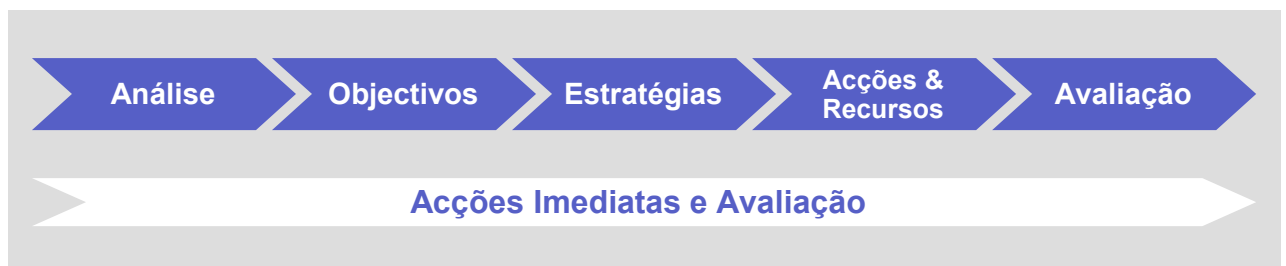 Análise
Objectivos
Estratégias
Acções &
Recursos
Avaliação
Acções Imediatas e Avaliação